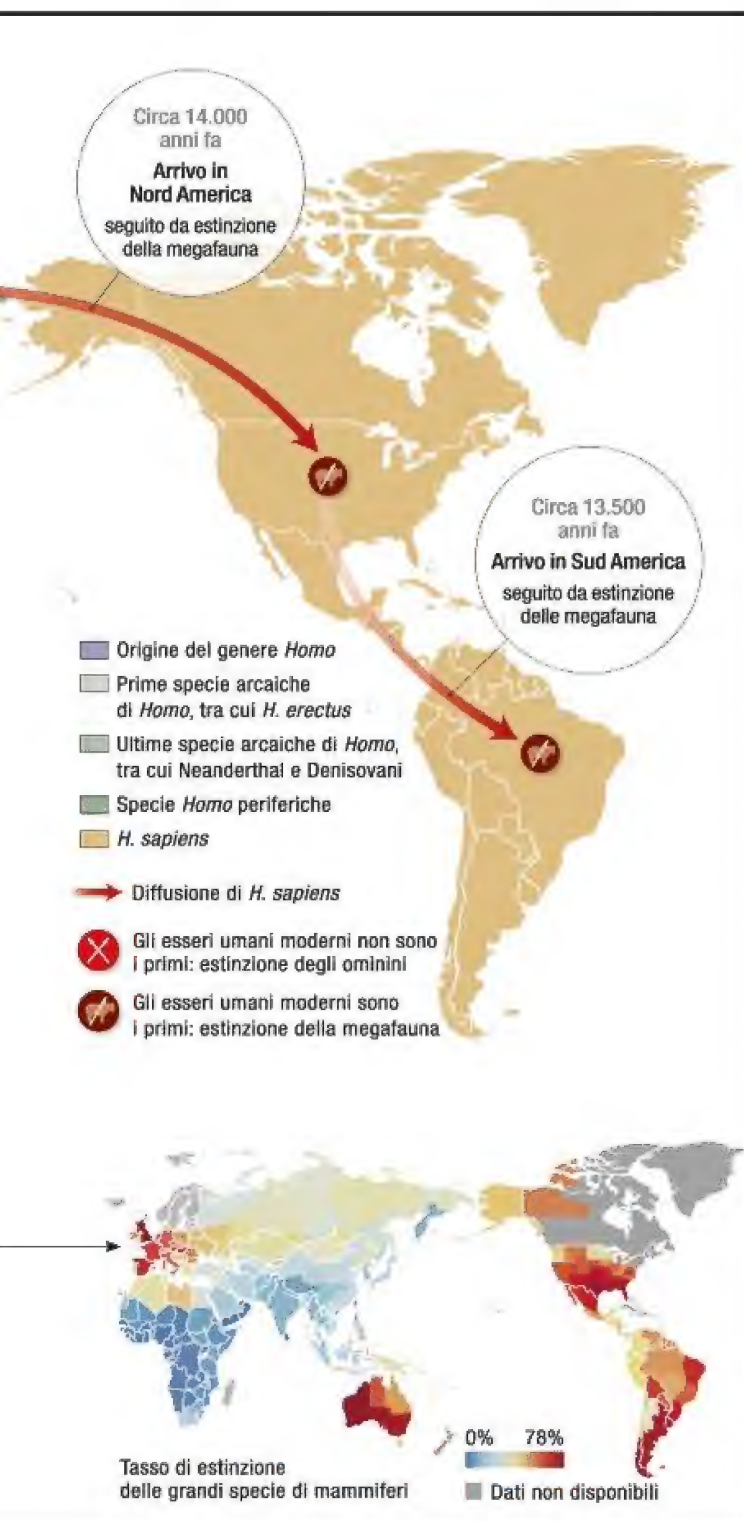 Circa 14.000
anni fa
Arrivo in
Nord America
seguito da estinzione
della megafauna
Circa 13.500
anni fa
Arrivo in Sud America
seguito da estinzione
delle megafauna
Origine del genere Homo
Prime specie arcaiche
di Homo, tra cui H. erectus
Ultime specie arcaiche di Homo,
tra cui Neanderthal e Denisovani
Specie Homo periferiche
H. sapiens
Diffusione di H. sapiens
Gli esseri umani moderni non sono
i primi: estinzione degli ominini
Gli esseri umani moderni sono
i primi: estinzione della megafauna
Tasso di estinzione
delle grandi specie di mammiferi
0% 78%
Dati non disponibili